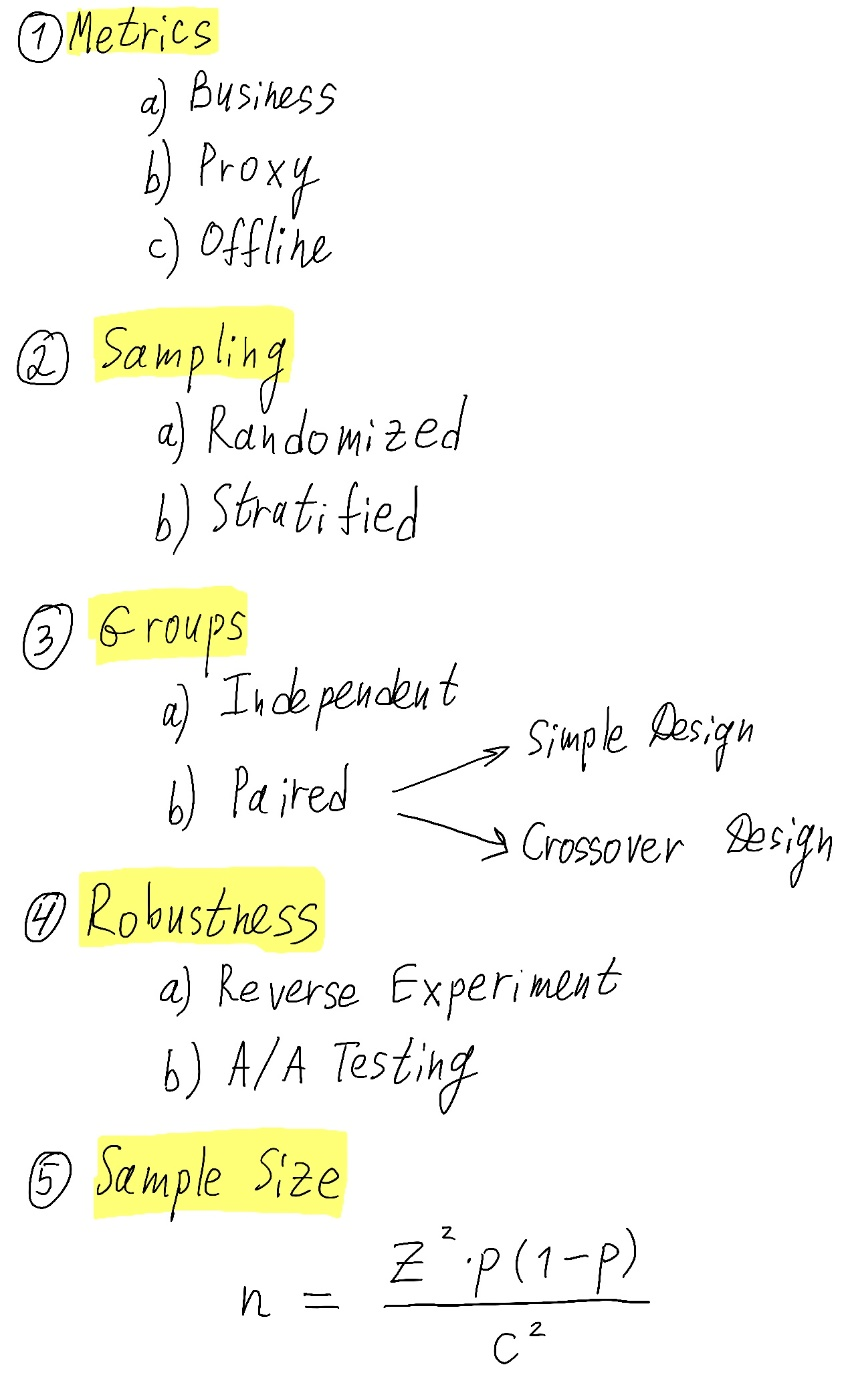 ① Metrics
a) Business
b) Proxy
c) Offline
② Sampling
a) Randomized
b) Stratified
③ Groups
a) Independent
b) Paired
Simple Design
Crossover Design
④ Robustness
a) Reverse Experiment
b) A/A Testing
⑤ Sample Size
n = Z²·p(1-p) / C²